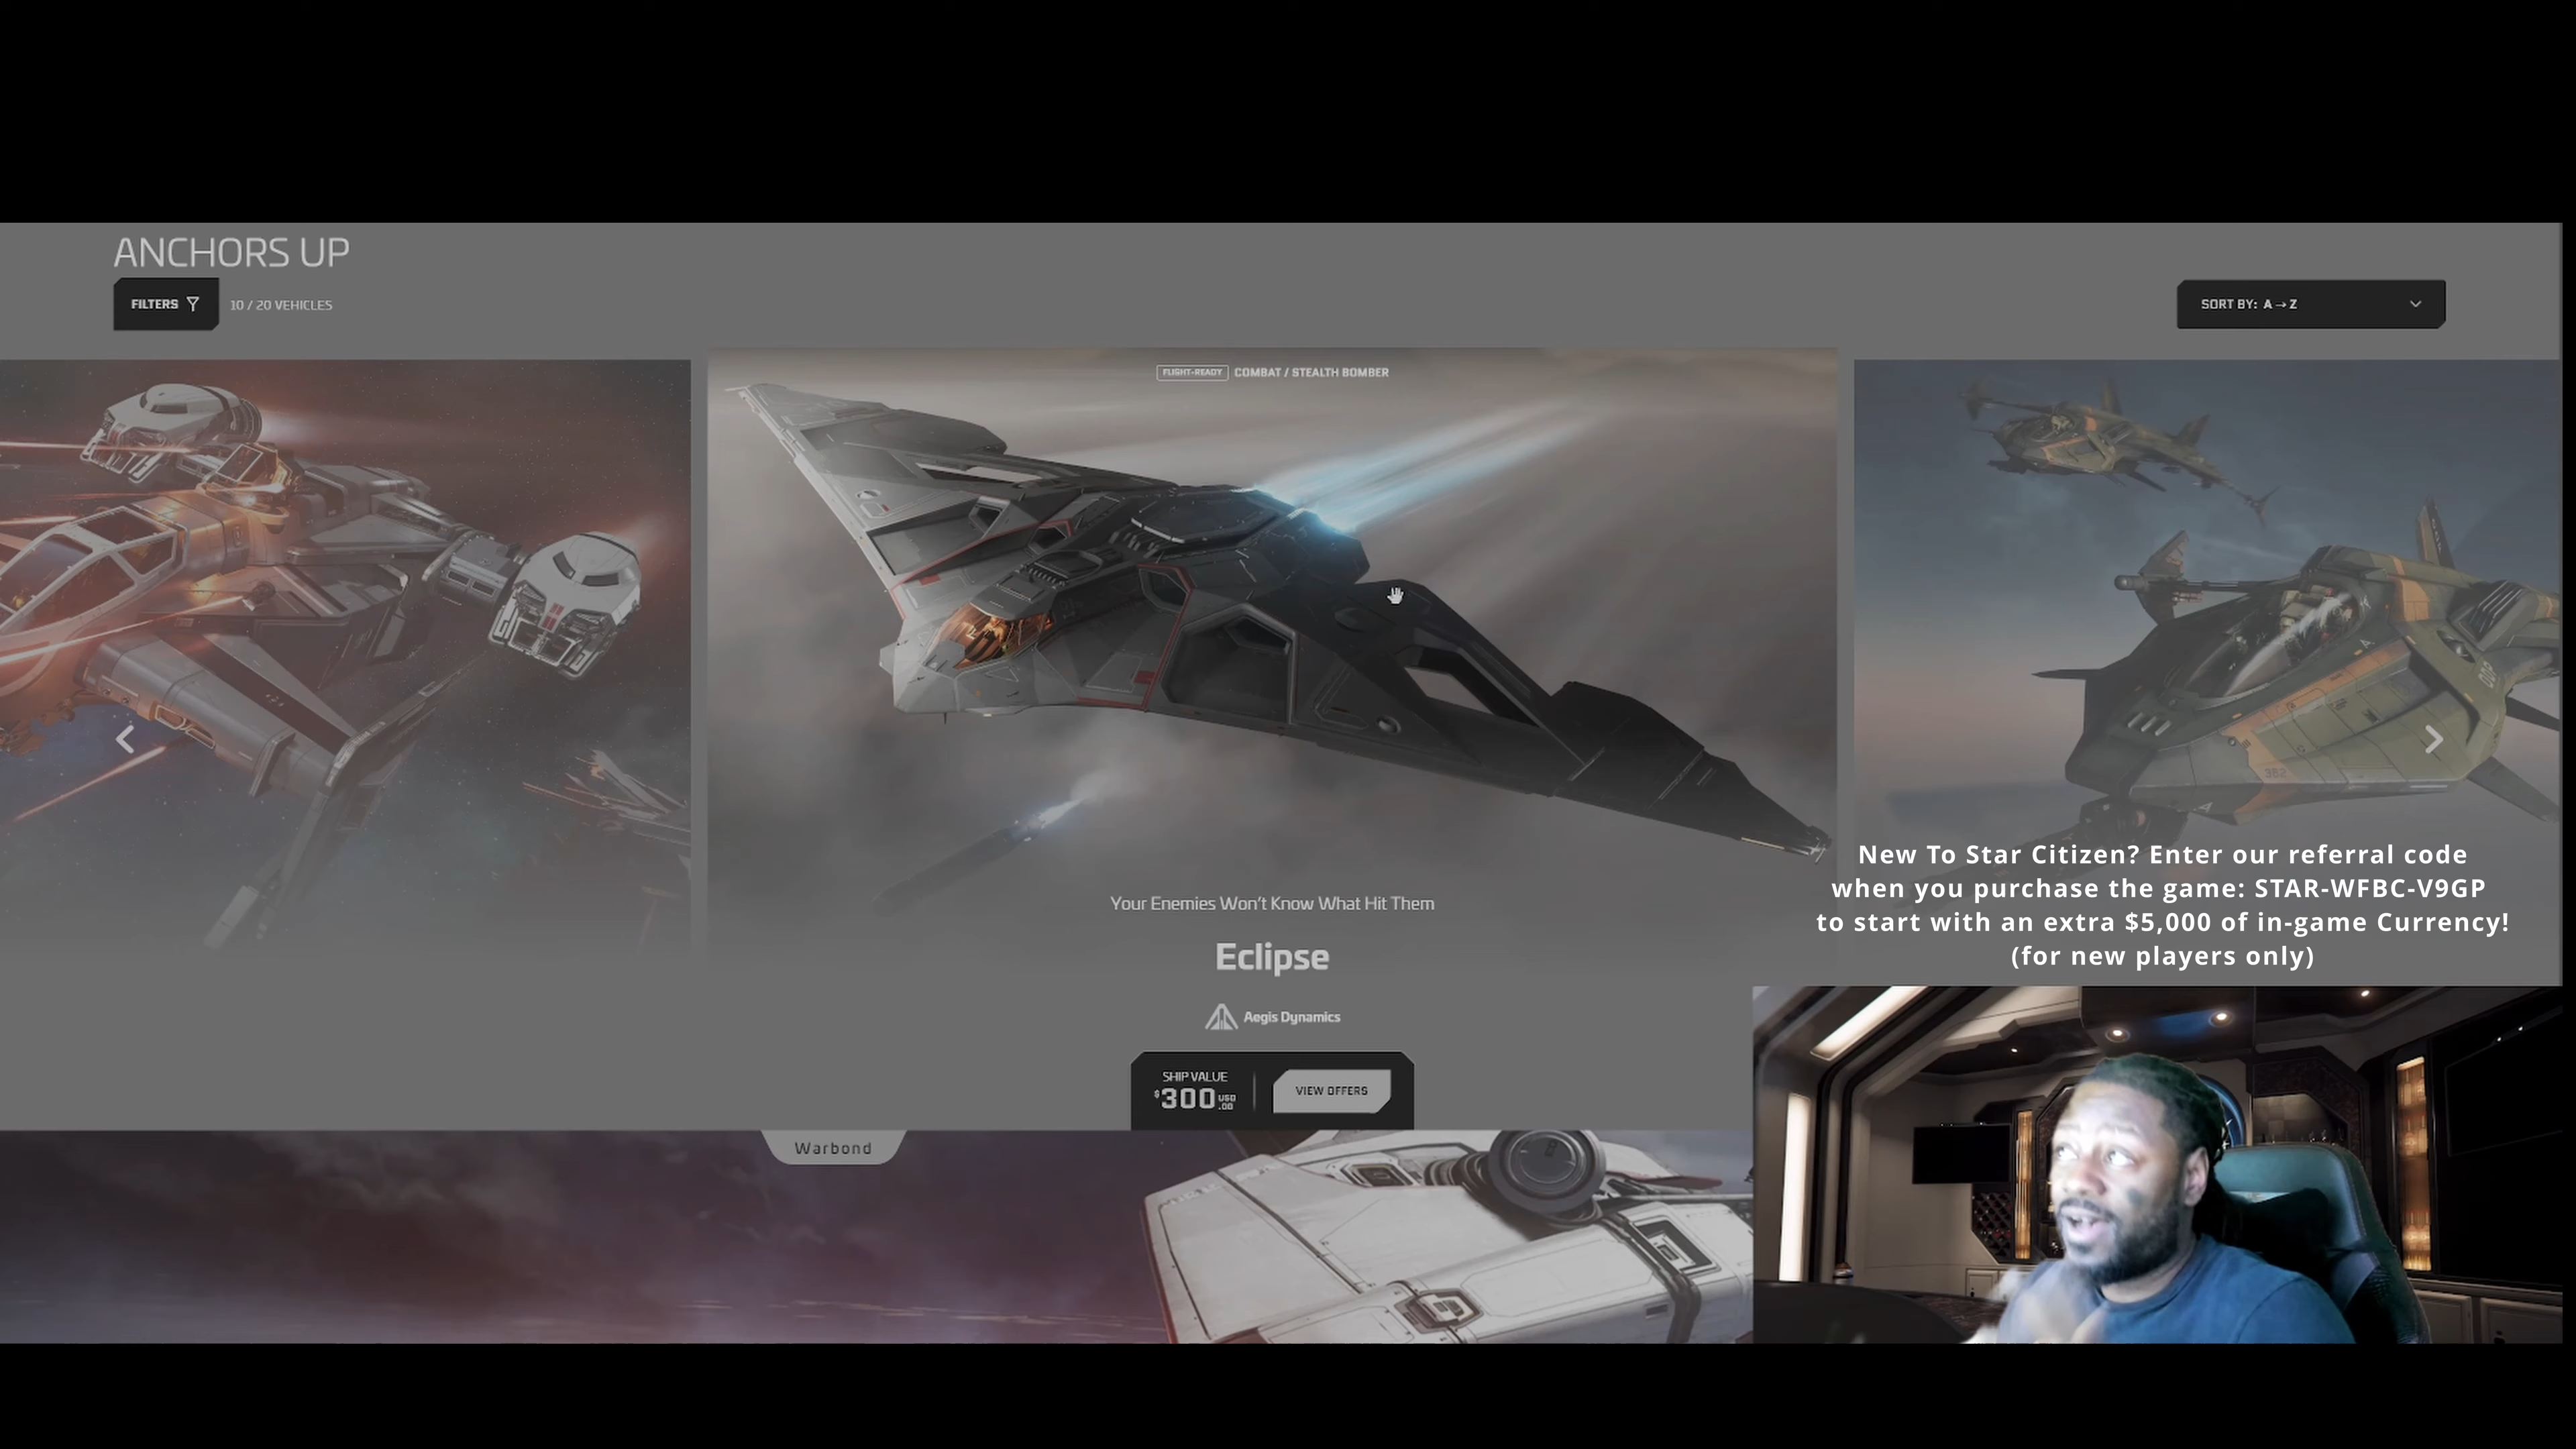 ANCHORS UP
FILTERS
10 / 20 VEHICLES
SORT BY: A→Z
FLIGHT-READY COMBAT / STEALTH BOMBER
Your Enemies Won't Know What Hit Them
Eclipse
Aegis Dynamics
SHIP VALUE
$300 USD .00
VIEW OFFERS
382
New To Star Citizen? Enter our referral code
when you purchase the game: STAR-WFBC-V9GP
to start with an extra $5,000 of in-game Currency!
(for new players only)
Warbond